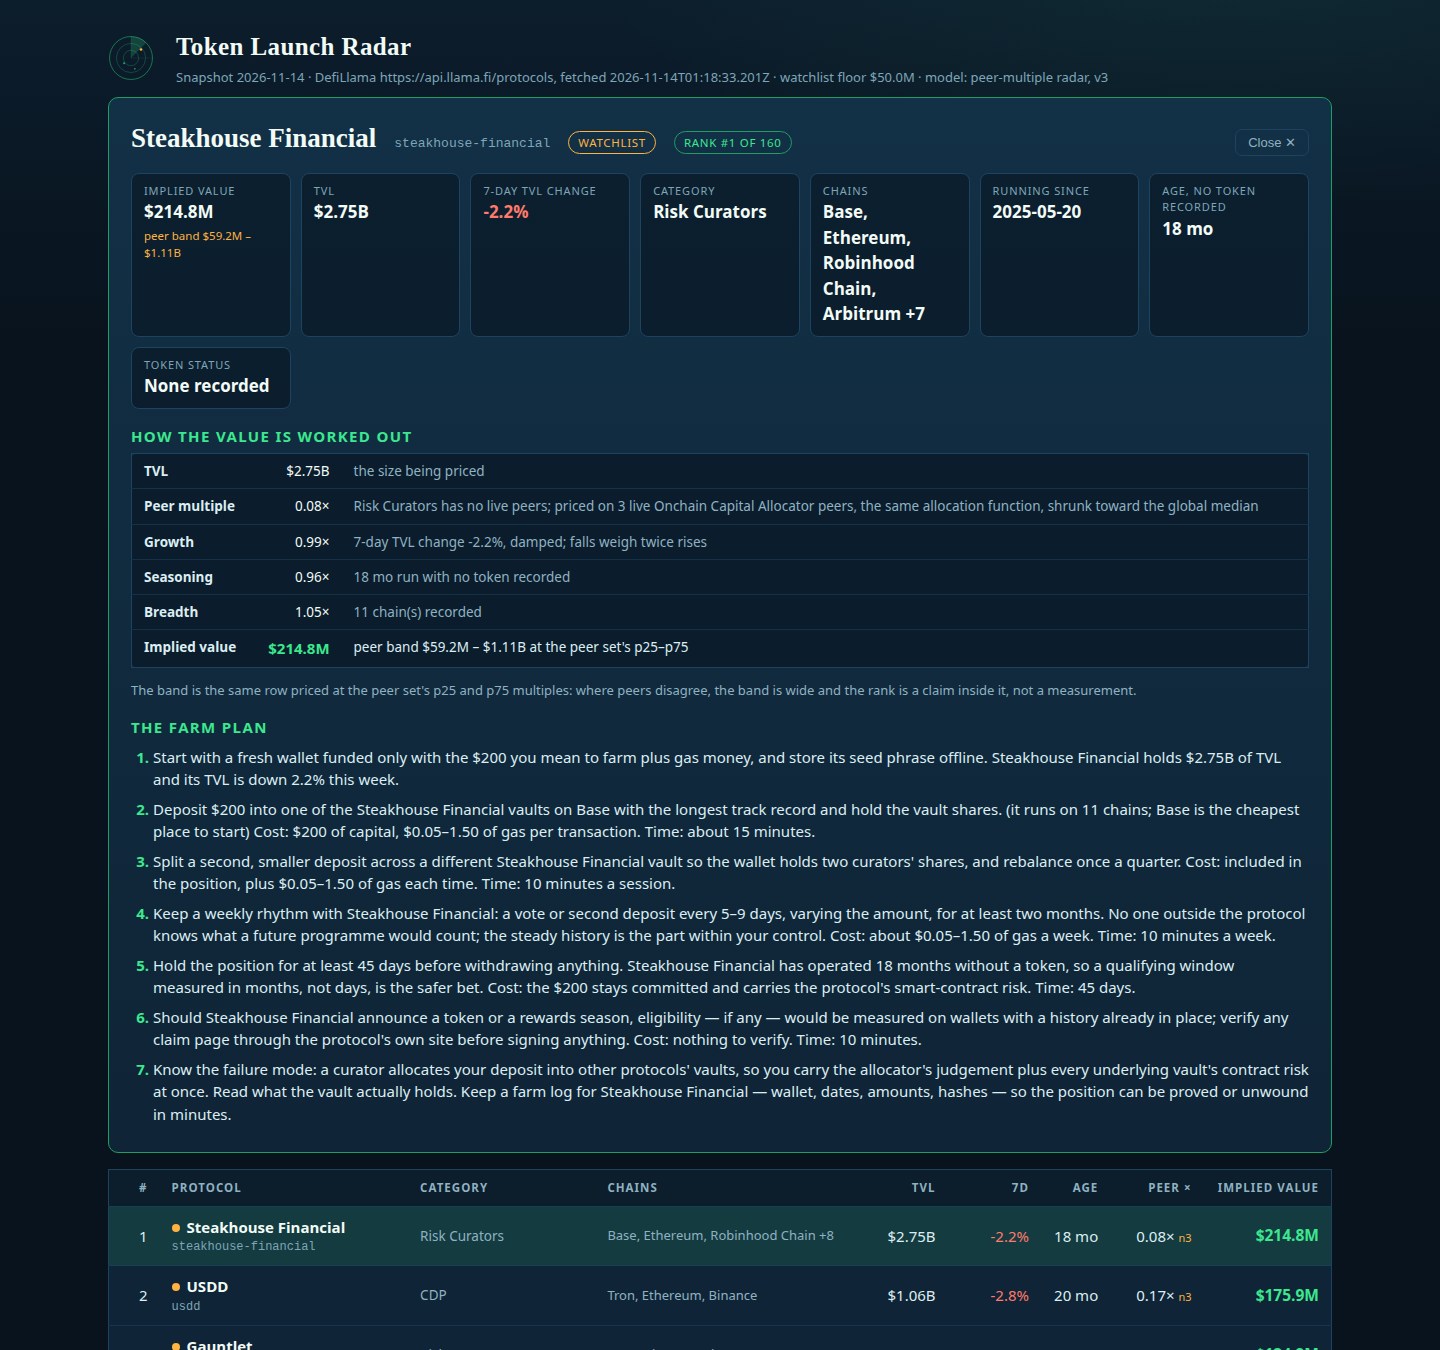 Token Launch Radar
Snapshot 2026-11-14 · DefiLlama https://api.llama.fi/protocols, fetched 2026-11-14T01:18:33.201Z · watchlist floor $50.0M · model: peer-multiple radar, v3
Steakhouse Financial steakhouse-financial WATCHLIST RANK #1 OF 160 Close ✕
IMPLIED VALUE
$214.8M
peer band $59.2M –
$1.11B
TVL
$2.75B
7-DAY TVL CHANGE
-2.2%
CATEGORY
Risk Curators
CHAINS
Base,
Ethereum,
Robinhood
Chain,
Arbitrum +7
RUNNING SINCE
2025-05-20
AGE, NO TOKEN
RECORDED
18 mo
TOKEN STATUS
None recorded
HOW THE VALUE IS WORKED OUT
TVL $2.75B the size being priced
Peer multiple 0.08× Risk Curators has no live peers; priced on 3 live Onchain Capital Allocator peers, the same allocation function, shrunk toward the global median
Growth 0.99× 7-day TVL change -2.2%, damped; falls weigh twice rises
Seasoning 0.96× 18 mo run with no token recorded
Breadth 1.05× 11 chain(s) recorded
Implied value $214.8M peer band $59.2M – $1.11B at the peer set's p25–p75
The band is the same row priced at the peer set's p25 and p75 multiples: where peers disagree, the band is wide and the rank is a claim inside it, not a measurement.
THE FARM PLAN
1. Start with a fresh wallet funded only with the $200 you mean to farm plus gas money, and store its seed phrase offline. Steakhouse Financial holds $2.75B of TVL
and its TVL is down 2.2% this week.
2. Deposit $200 into one of the Steakhouse Financial vaults on Base with the longest track record and hold the vault shares. (it runs on 11 chains; Base is the cheapest
place to start) Cost: $200 of capital, $0.05–1.50 of gas per transaction. Time: about 15 minutes.
3. Split a second, smaller deposit across a different Steakhouse Financial vault so the wallet holds two curators' shares, and rebalance once a quarter. Cost: included in
the position, plus $0.05–1.50 of gas each time. Time: 10 minutes a session.
4. Keep a weekly rhythm with Steakhouse Financial: a vote or second deposit every 5–9 days, varying the amount, for at least two months. No one outside the protocol
knows what a future programme would count; the steady history is the part within your control. Cost: about $0.05–1.50 of gas a week. Time: 10 minutes a week.
5. Hold the position for at least 45 days before withdrawing anything. Steakhouse Financial has operated 18 months without a token, so a qualifying window
measured in months, not days, is the safer bet. Cost: the $200 stays committed and carries the protocol's smart-contract risk. Time: 45 days.
6. Should Steakhouse Financial announce a token or a rewards season, eligibility — if any — would be measured on wallets with a history already in place; verify any
claim page through the protocol's own site before signing anything. Cost: nothing to verify. Time: 10 minutes.
7. Know the failure mode: a curator allocates your deposit into other protocols' vaults, so you carry the allocator's judgement plus every underlying vault's contract risk
at once. Read what the vault actually holds. Keep a farm log for Steakhouse Financial — wallet, dates, amounts, hashes — so the position can be proved or unwound
in minutes.
# PROTOCOL CATEGORY CHAINS TVL 7D AGE PEER × IMPLIED VALUE
1 Steakhouse Financial Risk Curators Base, Ethereum, Robinhood Chain +8 $2.75B -2.2% 18 mo 0.08× n3 $214.8M
steakhouse-financial
2 USDD CDP Tron, Ethereum, Binance $1.06B -2.8% 20 mo 0.17× n3 $175.9M
usdd
Gauntlet